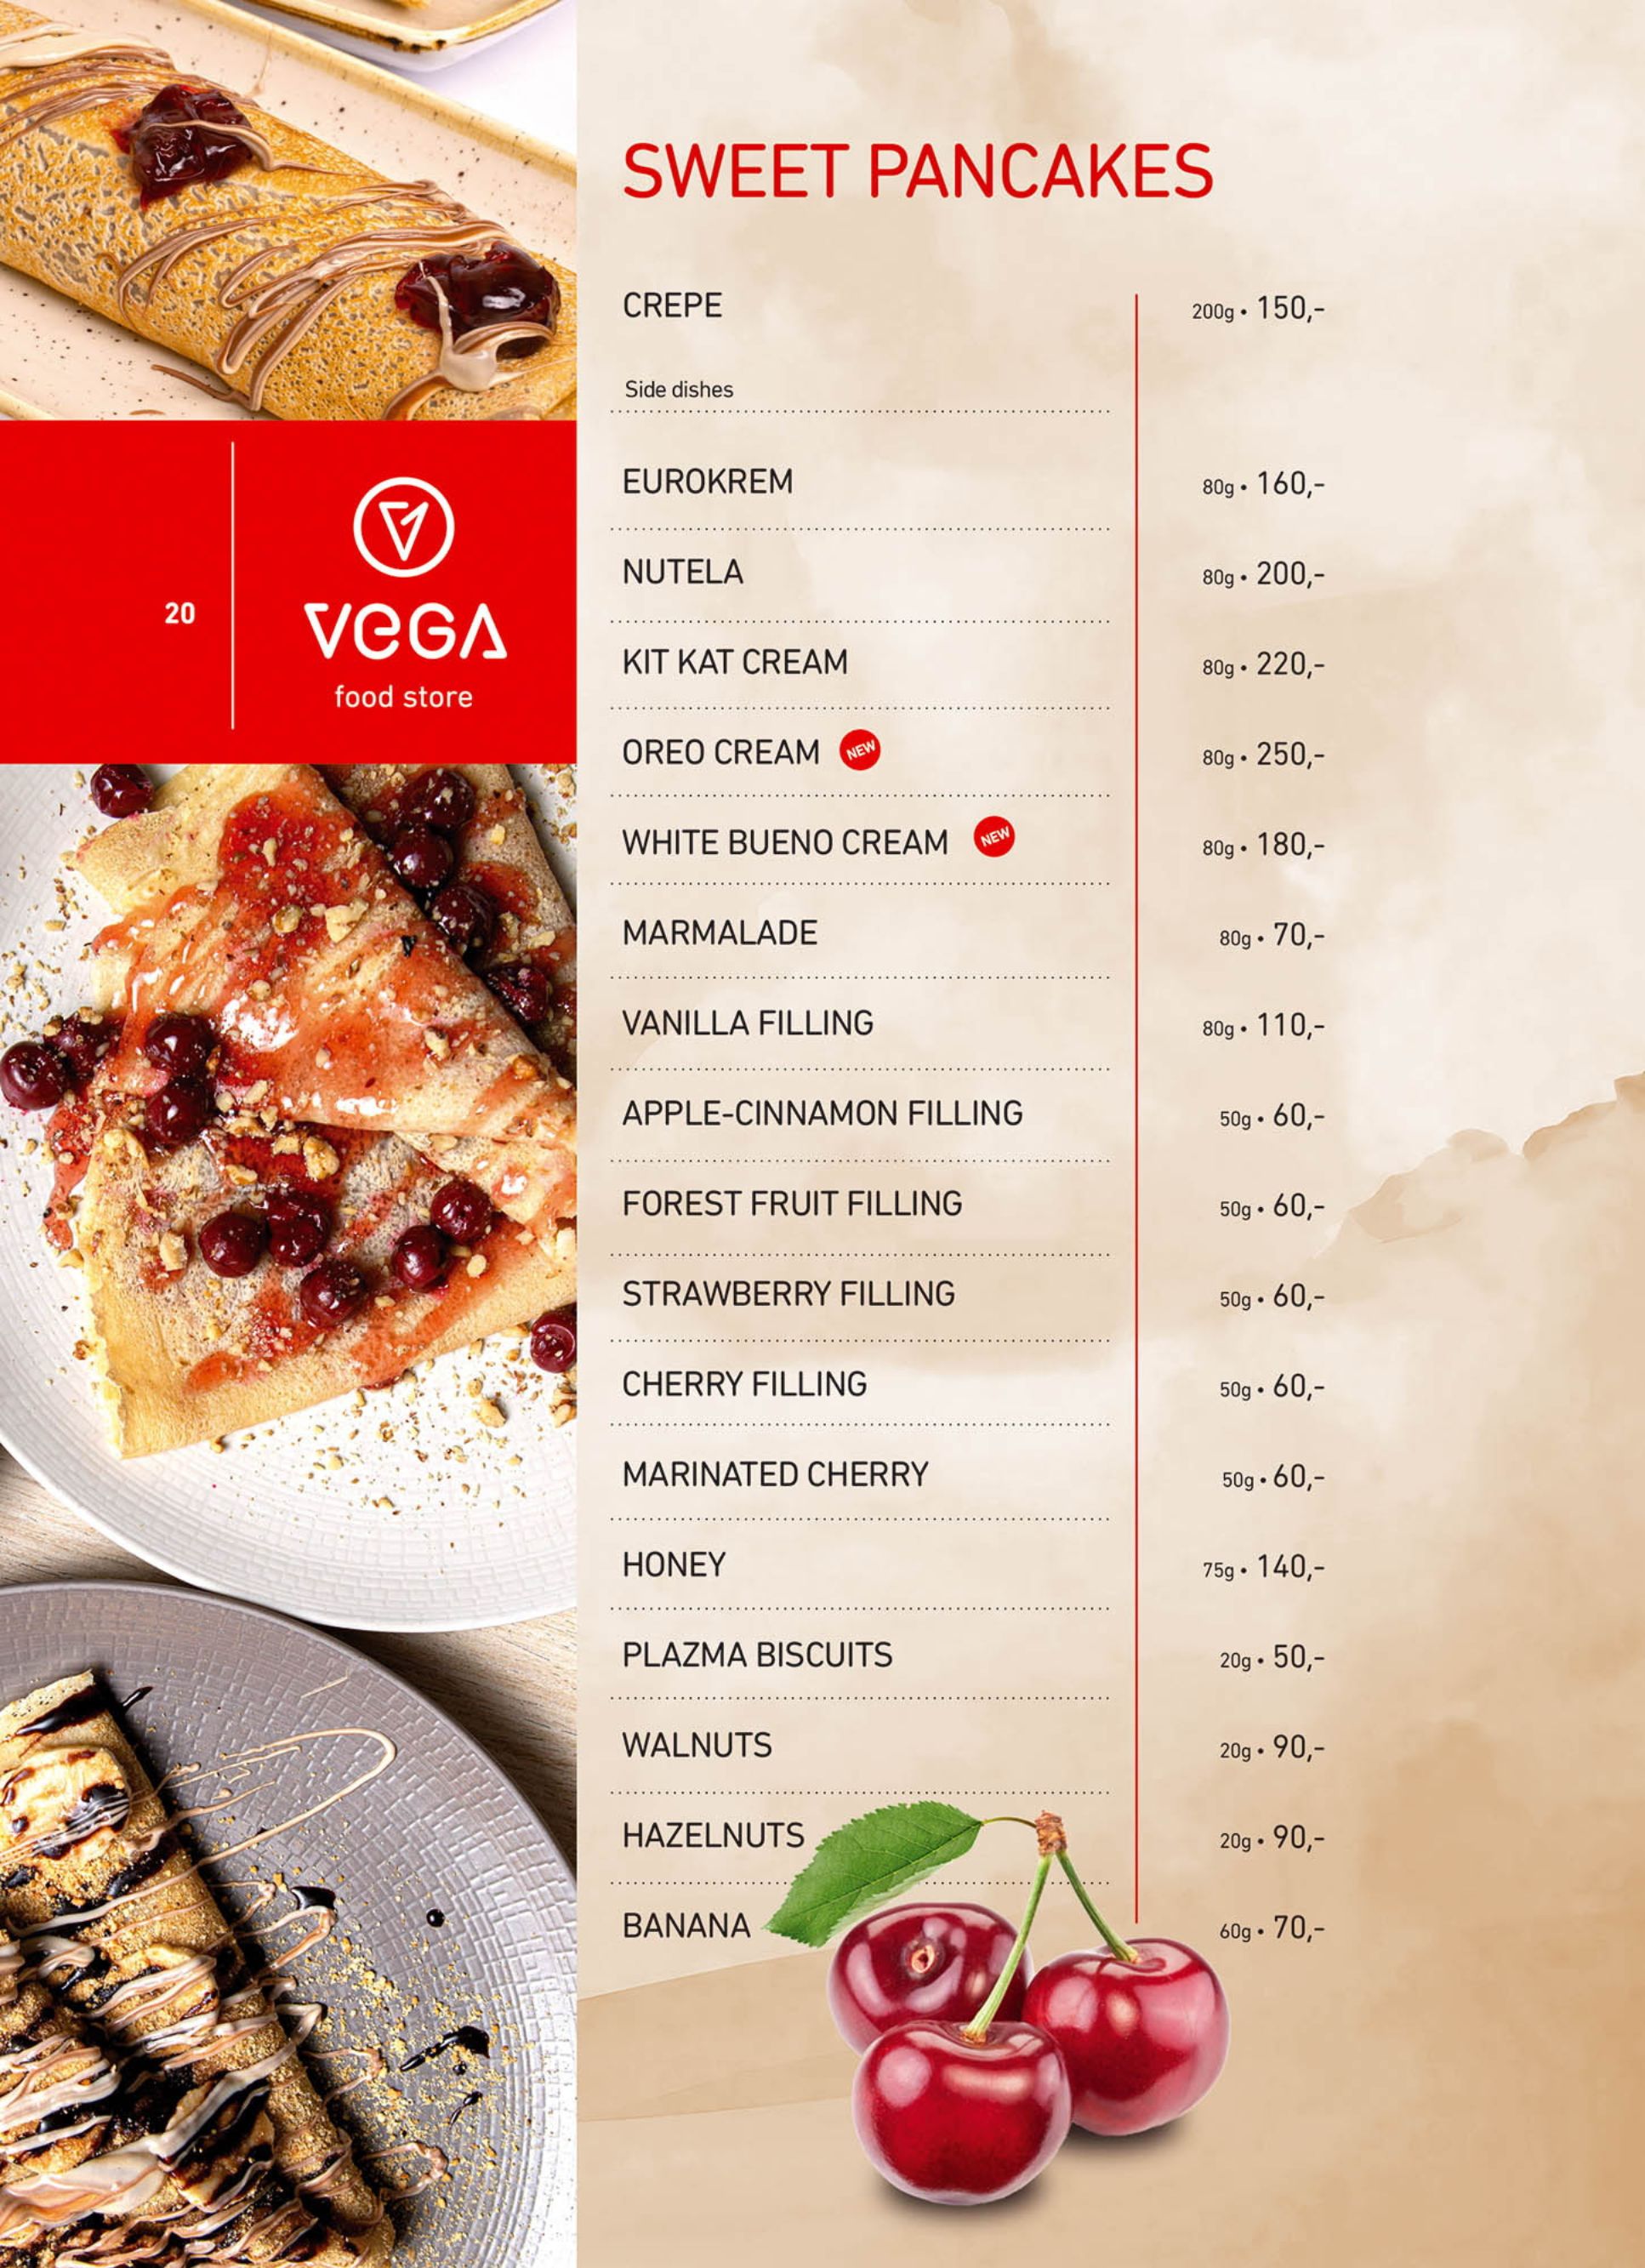 SWEET PANCAKES
CREPE 200g • 150,-
Side dishes
EUROKREM 80g • 160,-
NUTELA 80g • 200,-
KIT KAT CREAM 80g • 220,-
OREO CREAM NEW 80g • 250,-
WHITE BUENO CREAM NEW 80g • 180,-
MARMALADE 80g • 70,-
VANILLA FILLING 80g • 110,-
APPLE-CINNAMON FILLING 50g • 60,-
FOREST FRUIT FILLING 50g • 60,-
STRAWBERRY FILLING 50g • 60,-
CHERRY FILLING 50g • 60,-
MARINATED CHERRY 50g • 60,-
HONEY 75g • 140,-
PLAZMA BISCUITS 20g • 50,-
WALNUTS 20g • 90,-
HAZELNUTS 20g • 90,-
BANANA 60g • 70,-
20
VeGA
food store